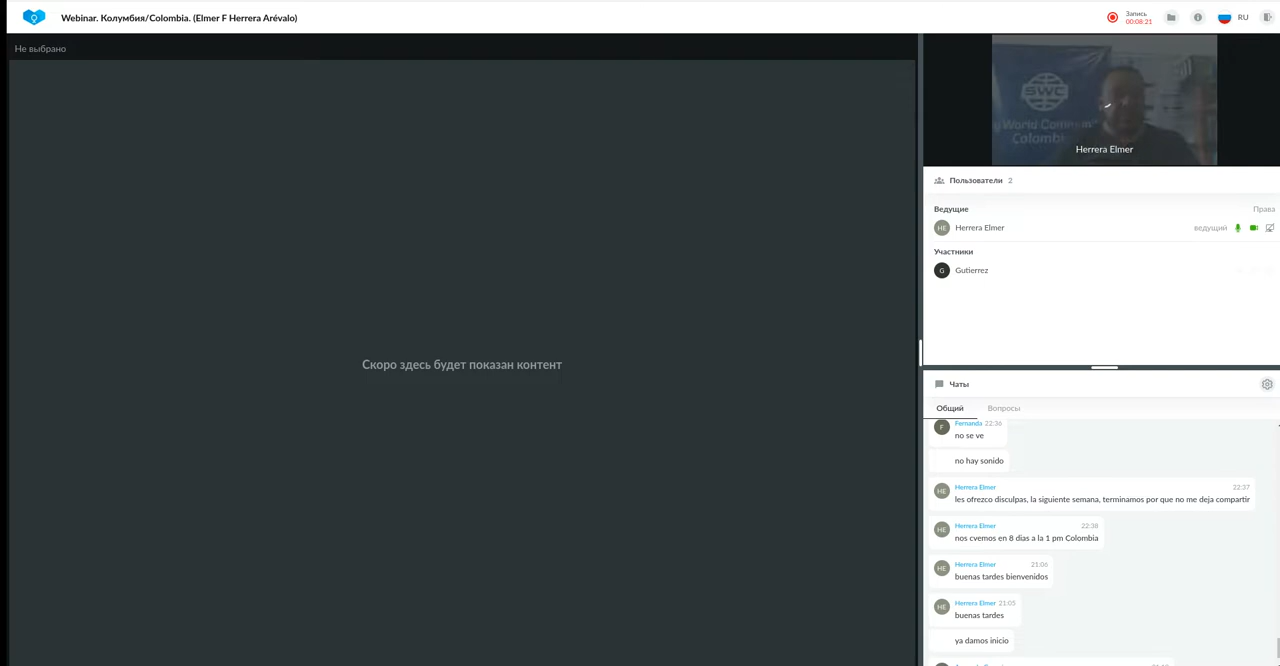 Webinar. Колумбия/Colombia. (Elmer F Herrera Arévalo)
Запись
00:08:21
RU
Не выбрано
Скоро здесь будет показан контент
SWC
World
Colomb
Herrera Elmer
Пользователи 2
Ведущие
Права
HE Herrera Elmer
ведущий
Участники
G Gutierrez
Чаты
Общий
Вопросы
F Fernanda 22:36
no se ve
no hay sonido
HE Herrera Elmer 22:37
les ofrezco disculpas, la siguiente semana, terminamos por que no me deja compartir
HE Herrera Elmer 22:38
nos cvemos en 8 dias a la 1 pm Colombia
HE Herrera Elmer 21:06
buenas tardes bienvenidos
HE Herrera Elmer 21:05
buenas tardes
ya damos inicio